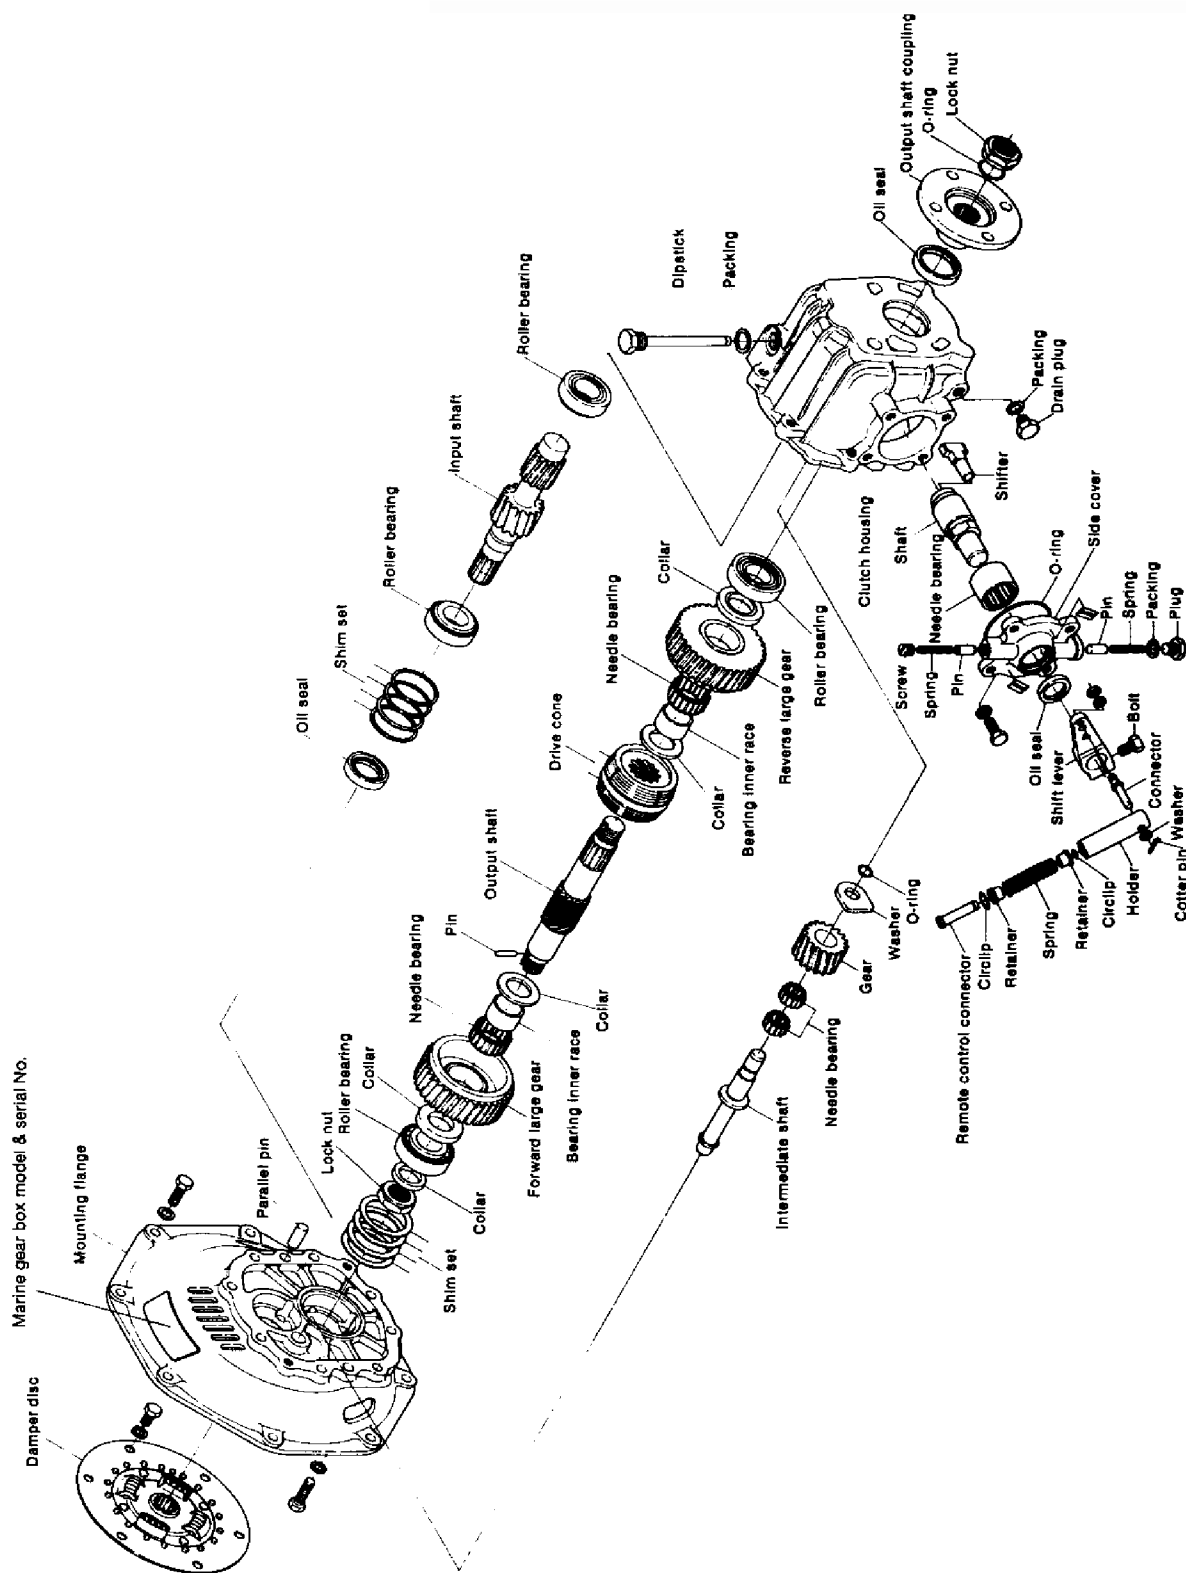 Marine gear box model & serial No.
Damper disc
Mounting flange
Parallel pin
Oil seal
Shim set
Roller bearing
Input shaft
Roller bearing
Dipstick
Packing
Oil seal
Output shaft coupling
O-ring
Lock nut
Shim set
Lock nut
Collar
Roller bearing
Collar
Forward large gear
Needle bearing
Bearing inner race
Collar
Pin
Output shaft
Drive cone
Collar
Bearing inner race
Needle bearing
Reverse large gear
Collar
Roller bearing
Clutch housing
Packing
Drain plug
Intermediate shaft
Needle bearing
Gear
Washer
O-ring
Shifter
Shaft
Needle bearing
O-ring
Side cover
Screw
Spring
Pin
Pin
Spring
Packing
Plug
Oil seal
Shift lever
Bolt
Connector
Washer
Cotter pin
Holder
Circlip
Retainer
Spring
Retainer
Circlip
Remote control connector